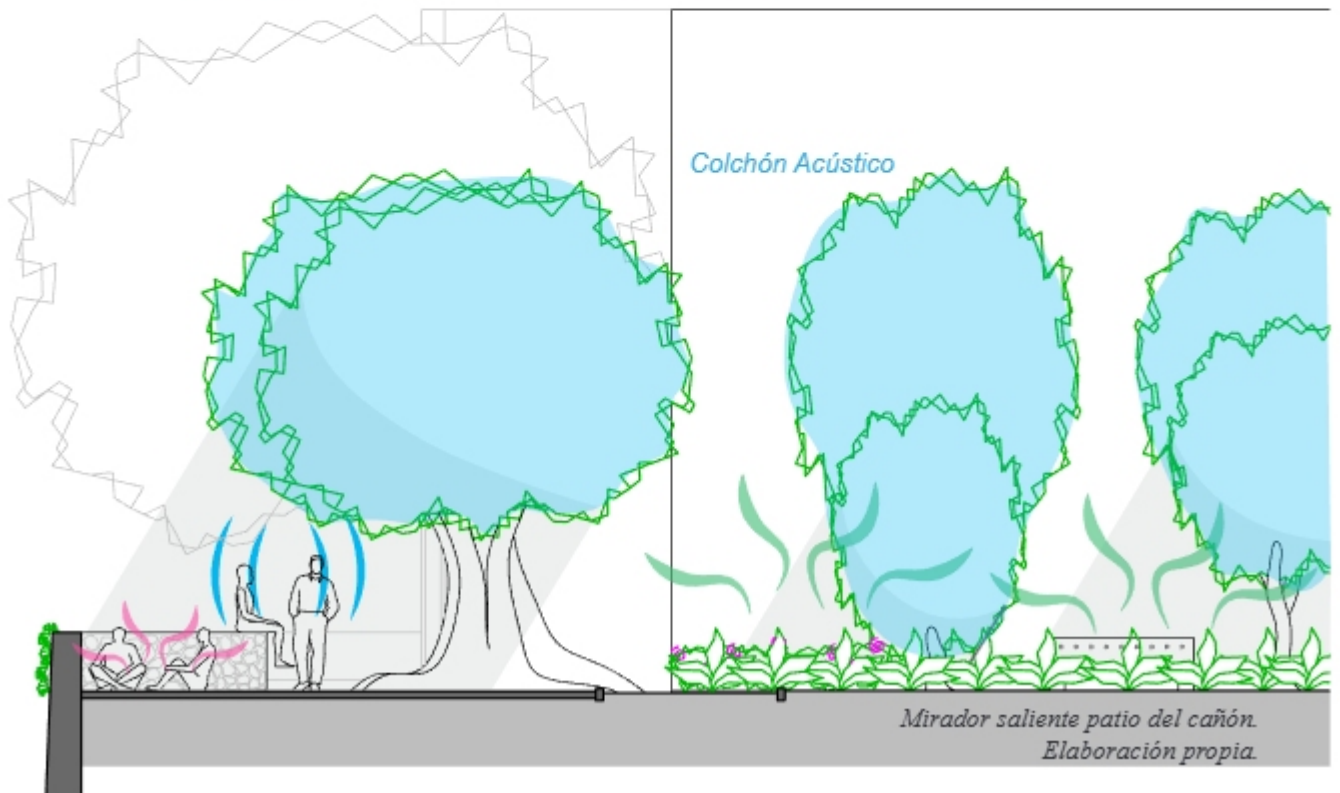 Colchón Acústico
Mirador saliente patio del cañón.
Elaboración propia.